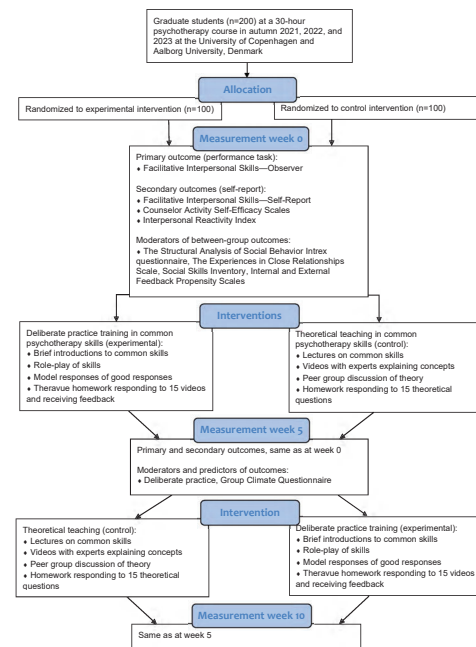 Graduate students (n=200) at a 30-hour
psychotherapy course in autumn 2021, 2022, and
2023 at the University of Copenhagen and
Aalborg University, Denmark
Allocation
Randomized to experimental intervention (n=100)
Randomized to control intervention (n=100)
Measurement week 0
Primary outcome (performance task):
♦ Facilitative Interpersonal Skills—Observer
Secondary outcomes (self-report):
♦ Facilitative Interpersonal Skills—Self-Report
♦ Counselor Activity Self-Efficacy Scales
♦ Interpersonal Reactivity Index
Moderators of between-group outcomes:
♦ The Structural Analysis of Social Behavior Intrex
questionnaire, The Experiences in Close Relationships
Scale, Social Skills Inventory, Internal and External
Feedback Propensity Scales
Interventions
Deliberate practice training in common
psychotherapy skills (experimental):
♦ Brief introductions to common skills
♦ Role-play of skills
♦ Model responses of good responses
♦ Theravue homework responding to 15 videos
and receiving feedback
Theoretical teaching in common
psychotherapy skills (control):
♦ Lectures on common skills
♦ Videos with experts explaining concepts
♦ Peer group discussion of theory
♦ Homework responding to 15 theoretical
questions
Measurement week 5
Primary and secondary outcomes, same as at week 0
Moderators and predictors of outcomes:
♦ Deliberate practice, Group Climate Questionnaire
Intervention
Theoretical teaching (control):
♦ Lectures on common skills
♦ Videos with experts explaining concepts
♦ Peer group discussion of theory
♦ Homework responding to 15 theoretical
questions
Deliberate practice training (experimental):
♦ Brief introductions to common skills
♦ Role-play of skills
♦ Model responses of good responses
♦ Theravue homework responding to 15 videos
and receiving feedback
Measurement week 10
Same as at week 5